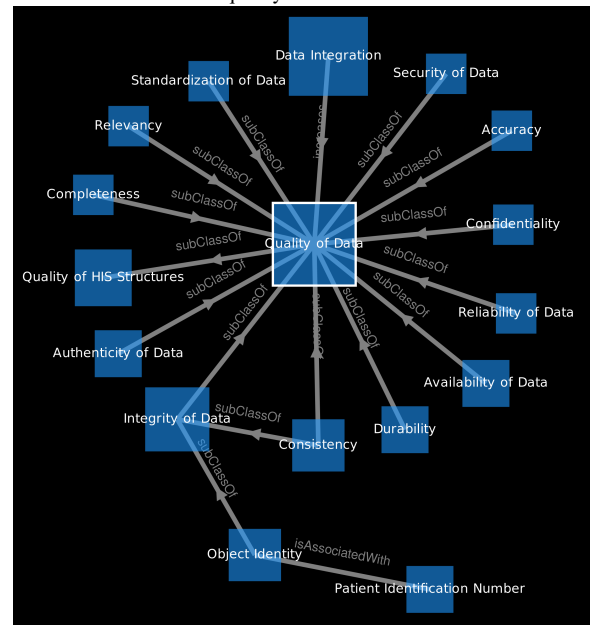 Data Integration
Security of Data
Standardization of Data
subClassOf
increases
subClassOf
Relevancy
Accuracy
subClassOf
subClassOf
Completeness
subClassOf
subClassOf
Confidentiality
Quality of Data
subClassOf
subClassOf
Quality of HIS Structures
subClassOf
subClassOf
subClassOf
Reliability of Data
subClassOf
subClassOf
Authenticity of Data
Availability of Data
subClassOf
Integrity of Data
Consistency
Durability
subClassOf
Object Identity
isAssociatedWith
Patient Identification Number